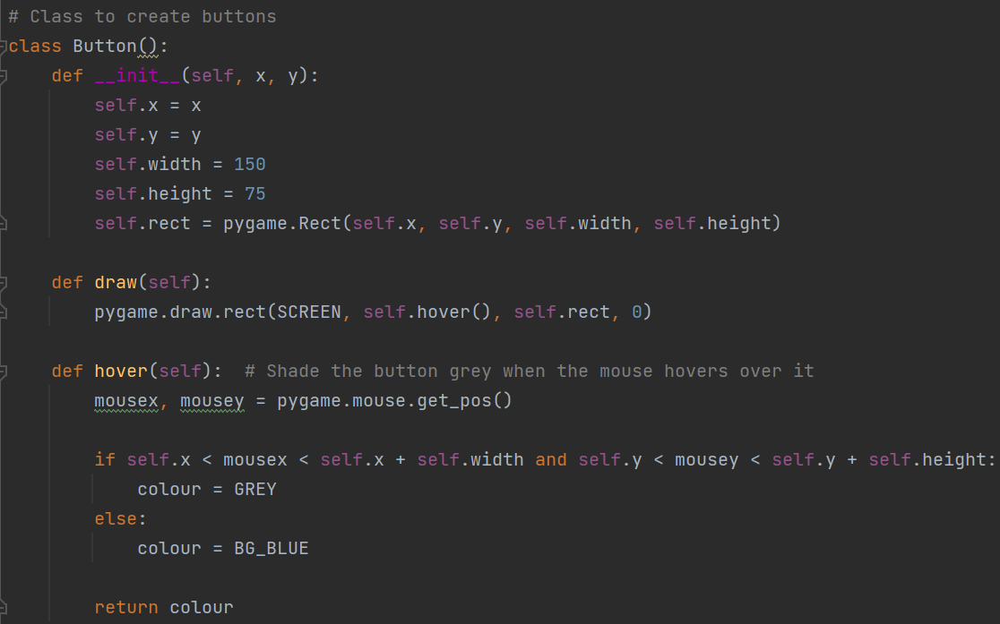 # Class to create buttons
class Button():
    def __init__(self, x, y):
        self.x = x
        self.y = y
        self.width = 150
        self.height = 75
        self.rect = pygame.Rect(self.x, self.y, self.width, self.height)
    def draw(self):
        pygame.draw.rect(SCREEN, self.hover(), self.rect, 0)
    def hover(self):  # Shade the button grey when the mouse hovers over it
        mousex, mousey = pygame.mouse.get_pos()
        if self.x < mousex < self.x + self.width and self.y < mousey < self.y + self.height:
            colour = GREY
        else:
            colour = BG_BLUE
        return colour